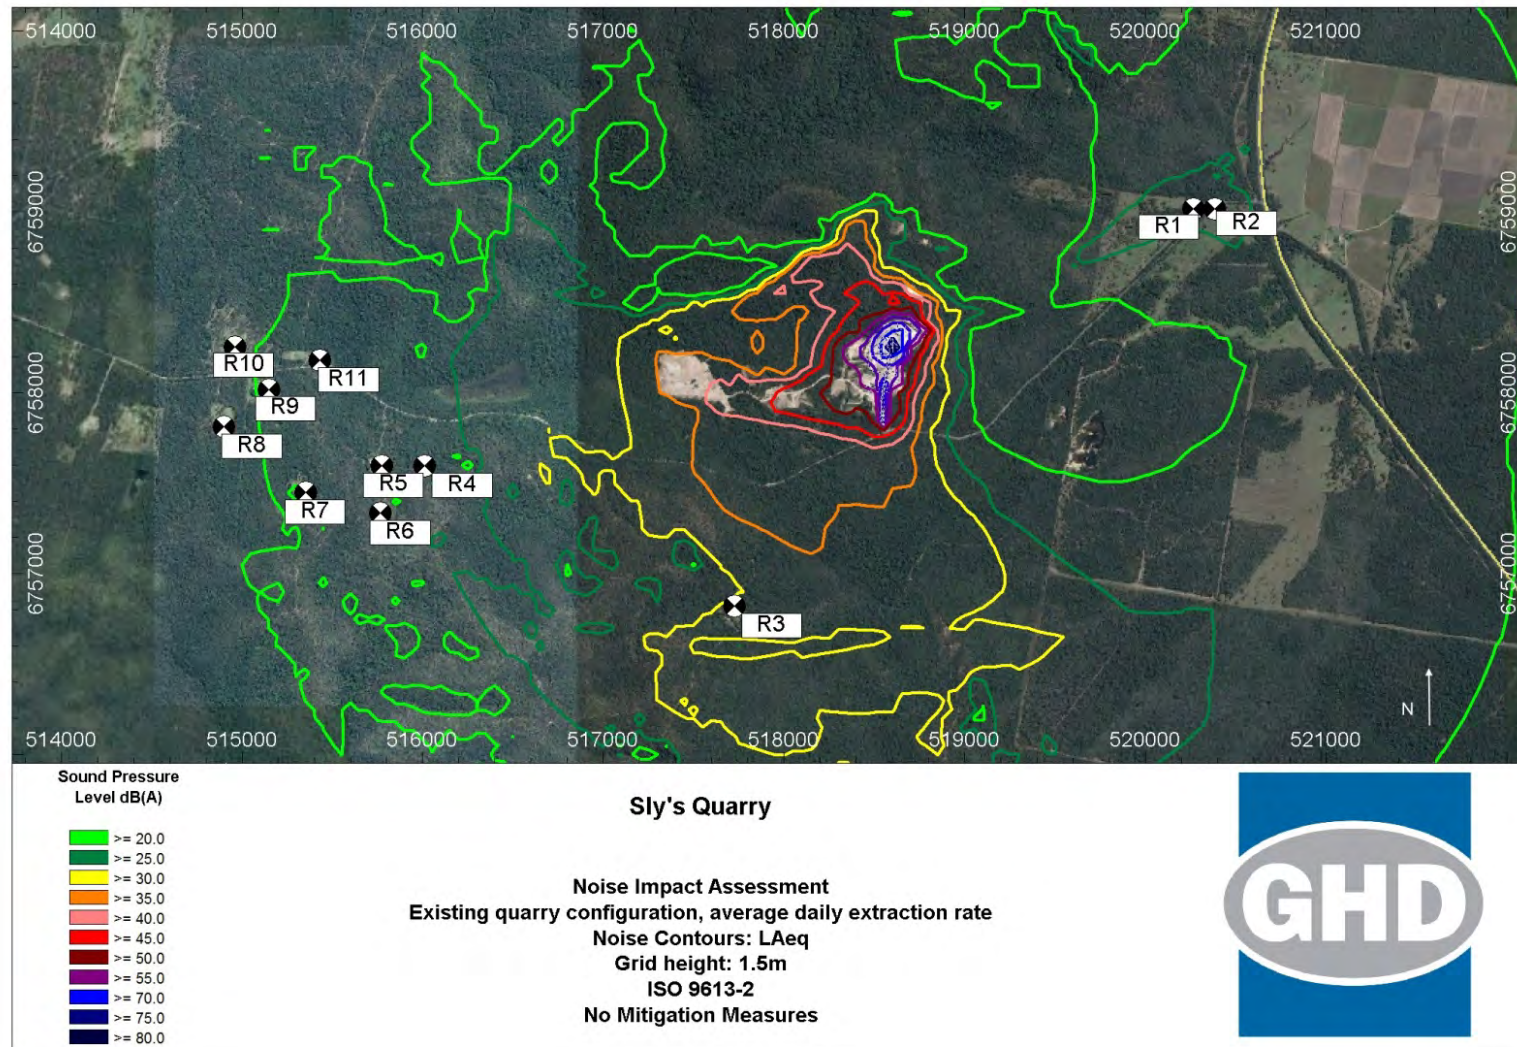 514000 515000 516000 517000 518000 519000 520000 521000
6759000
6759000
R1
R2
R10
R11
R9
R8
6758000
6758000
R5
R4
R7
R6
6757000
6757000
R3
N
514000 515000 516000 517000 518000 519000 520000 521000
Sound Pressure
Level dB(A)
>= 20.0
>= 25.0
>= 30.0
>= 35.0
>= 40.0
>= 45.0
>= 50.0
>= 55.0
>= 70.0
>= 75.0
>= 80.0
Sly's Quarry
Noise Impact Assessment
Existing quarry configuration, average daily extraction rate
Noise Contours: LAeq
Grid height: 1.5m
ISO 9613-2
No Mitigation Measures
GHD